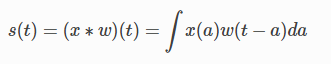 s(t) = (x ∗ w)(t) = ∫ x(a)w(t − a)da